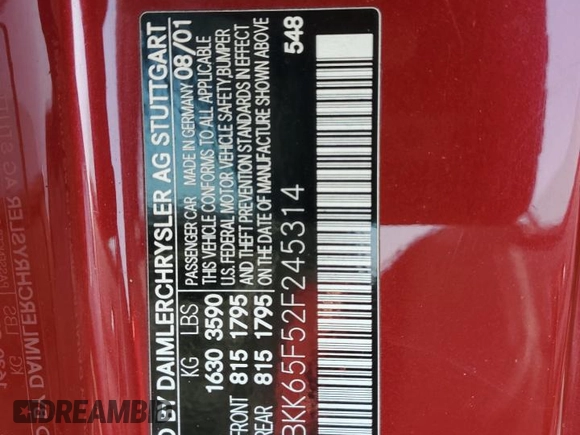 D BY DAIMLERCHRYSLER AG STUTTGART
PASSENGER CAR MADE IN GERMANY 08/01
THIS VEHICLE CONFORMS TO ALL APPLICABLE
U.S. FEDERAL MOTOR VEHICLE SAFETY,BUMPER
AND THEFT PREVENTION STANDARDS IN EFFECT
ON THE DATE OF MANUFACTURE SHOWN ABOVE
KG LBS
1630 3590
FRONT 815 1795
REAR 815 1795
548
BKK65F52F245314
DREAMBID